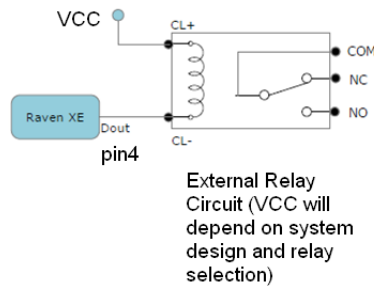 VCC
CL+
COM
NC
Raven XE
Dout
NO
pin4
CL-
External Relay
Circuit (VCC will
depend on system
design and relay
selection)